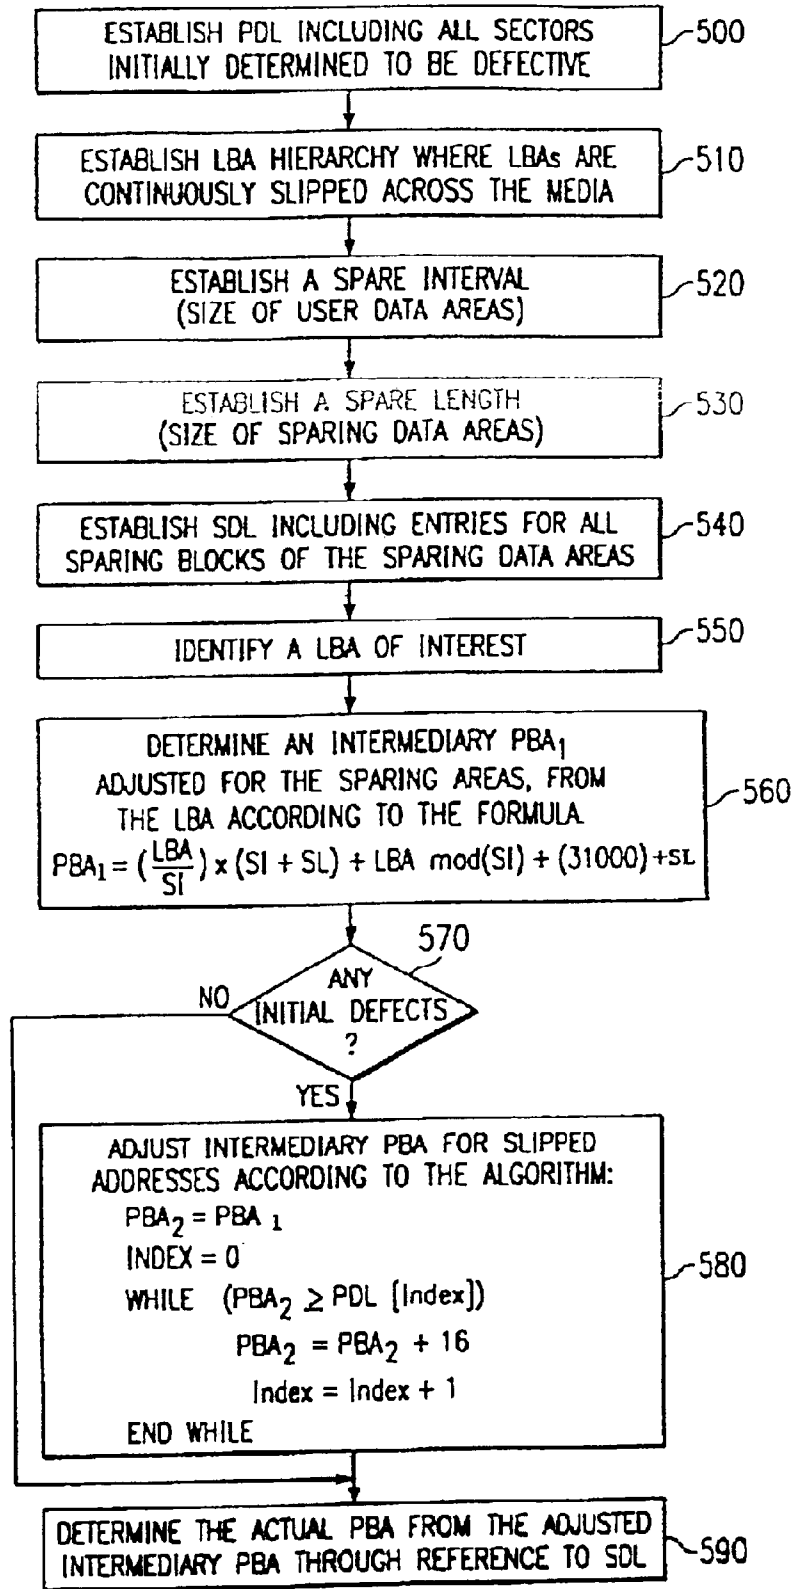 ESTABLISH PDL INCLUDING ALL SECTORS
INITIALLY DETERMINED TO BE DEFECTIVE
500
ESTABLISH LBA HIERARCHY WHERE LBAs ARE
CONTINUOUSLY SLIPPED ACROSS THE MEDIA
510
ESTABLISH A SPARE INTERVAL
(SIZE OF USER DATA AREAS)
520
ESTABLISH A SPARE LENGTH
(SIZE OF SPARING DATA AREAS)
530
ESTABLISH SDL INCLUDING ENTRIES FOR ALL
SPARING BLOCKS OF THE SPARING DATA AREAS
540
IDENTIFY A LBA OF INTEREST
550
DETERMINE AN INTERMEDIARY PBA₁
ADJUSTED FOR THE SPARING AREAS, FROM
THE LBA ACCORDING TO THE FORMULA
PBA₁ = (LBA/SI) x (SI + SL) + LBA mod(SI) + (31000) + SL
560
570
ANY
INITIAL DEFECTS
?
NO
YES
ADJUST INTERMEDIARY PBA FOR SLIPPED
ADDRESSES ACCORDING TO THE ALGORITHM:
PBA₂ = PBA ₁
INDEX = 0
WHILE (PBA₂ ≥ PDL [Index])
PBA₂ = PBA₂ + 16
Index = Index + 1
END WHILE
580
DETERMINE THE ACTUAL PBA FROM THE ADJUSTED
INTERMEDIARY PBA THROUGH REFERENCE TO SDL
590